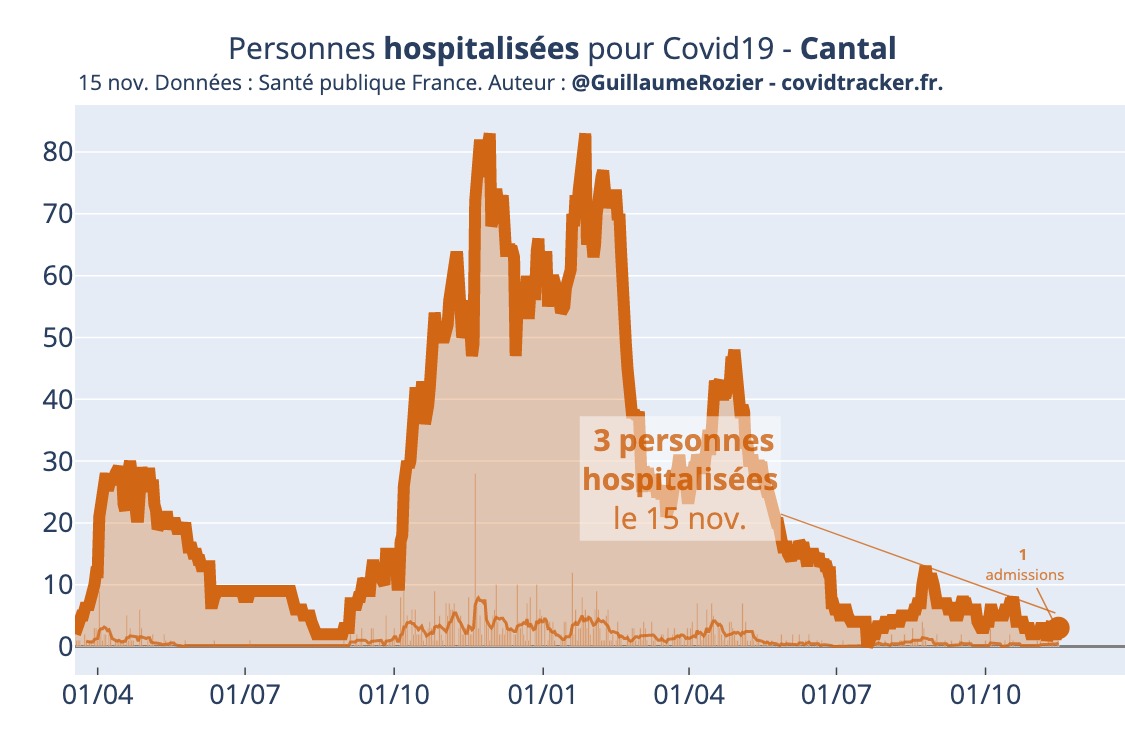 Personnes hospitalisées pour Covid19 - Cantal
15 nov. Données : Santé publique France. Auteur : @GuillaumeRozier - covidtracker.fr.
80
70
60
50
40
30
20
10
0
3 personnes
hospitalisées
le 15 nov.
1
admissions
01/04 01/07 01/10 01/01 01/04 01/07 01/10